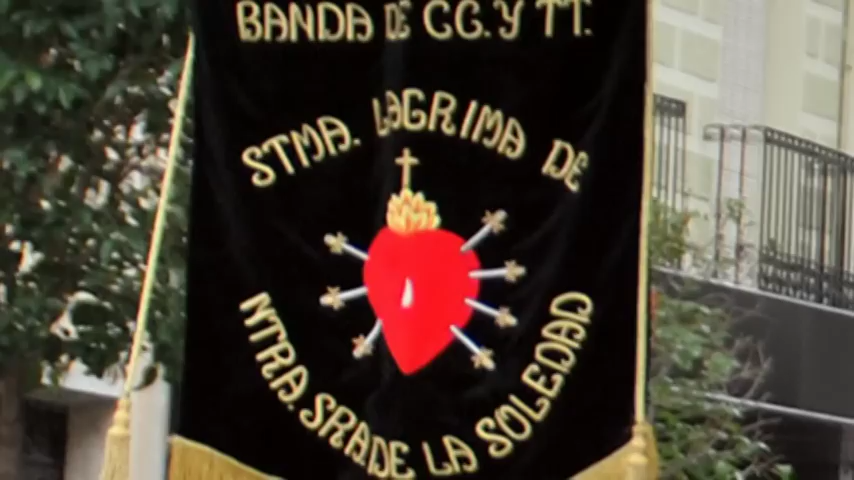 BANDA DE CC.Y TT.
STMA. LAGRIMA DE
NTRA. SRA.DE LA SOLEDAD